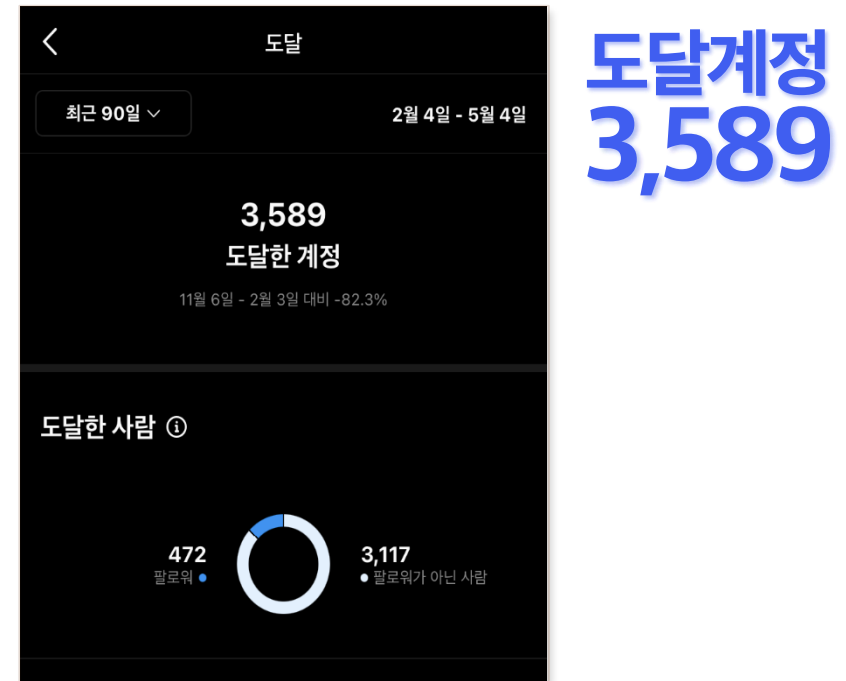 도달
최근 90일
2월 4일 - 5월 4일
3,589
도달한 계정
11월 6일 - 2월 3일 대비 -82.3%
도달한 사람
472
팔로워
3,117
팔로워가 아닌 사람
도달계정
3,589